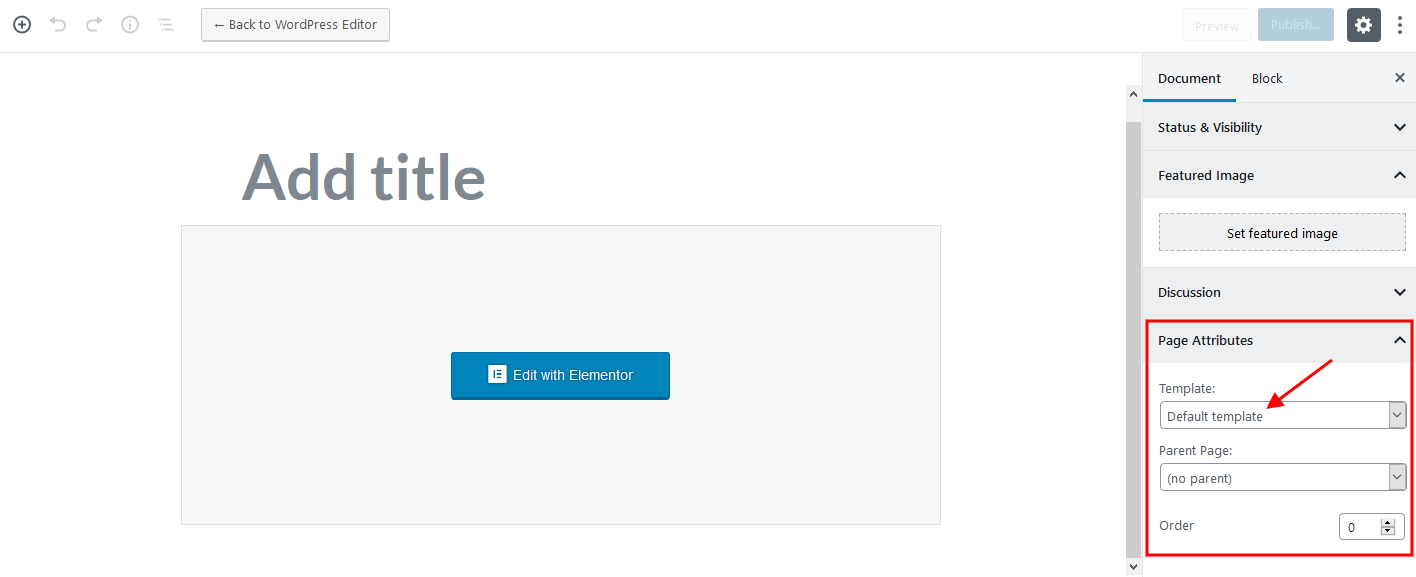 ← Back to WordPress Editor
Preview
Publish...
Document Block
Status & Visibility
Add title
Featured Image
Set featured image
Discussion
Page Attributes
Edit with Elementor
Template:
Default template
Parent Page:
(no parent)
Order 0